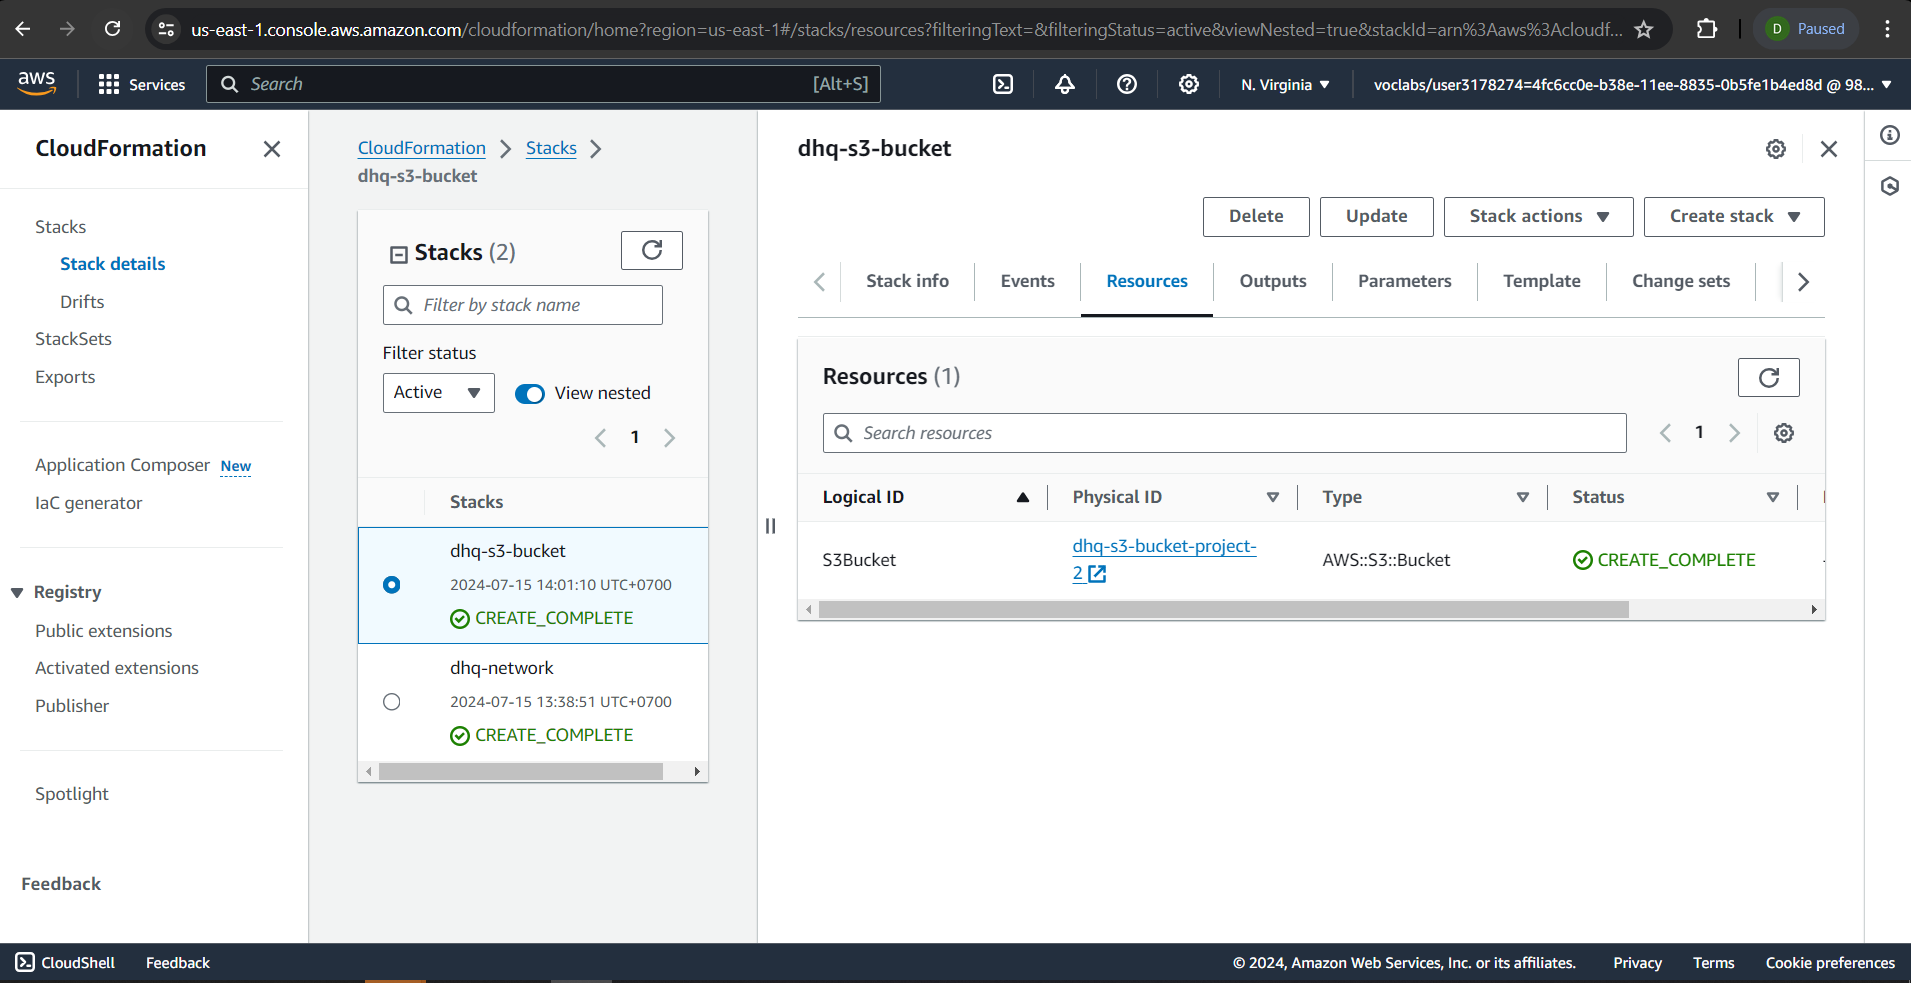 us-east-1.console.aws.amazon.com/cloudformation/home?region=us-east-1#/stacks/resources?filteringText=&filteringStatus=active&viewNested=true&stackId=arn%3Aaws%3Acloudf...
D Paused
aws
Services
Search [Alt+S]
N. Virginia
voclabs/user3178274=4fc6cc0e-b38e-11ee-8835-0b5fe1b4ed8d @ 98...
CloudFormation
Stacks
Stack details
Drifts
StackSets
Exports
Application Composer New
IaC generator
Registry
Public extensions
Activated extensions
Publisher
Spotlight
Feedback
CloudFormation
Stacks
dhq-s3-bucket
Stacks (2)
Filter by stack name
Filter status
Active
View nested
1
Stacks
dhq-s3-bucket
2024-07-15 14:01:10 UTC+0700
CREATE_COMPLETE
dhq-network
2024-07-15 13:38:51 UTC+0700
CREATE_COMPLETE
dhq-s3-bucket
Delete
Update
Stack actions
Create stack
Stack info
Events
Resources
Outputs
Parameters
Template
Change sets
Resources (1)
Search resources
1
Logical ID
Physical ID
Type
Status
S3Bucket
dhq-s3-bucket-project-
2
AWS::S3::Bucket
CREATE_COMPLETE
CloudShell
Feedback
© 2024, Amazon Web Services, Inc. or its affiliates.
Privacy
Terms
Cookie preferences